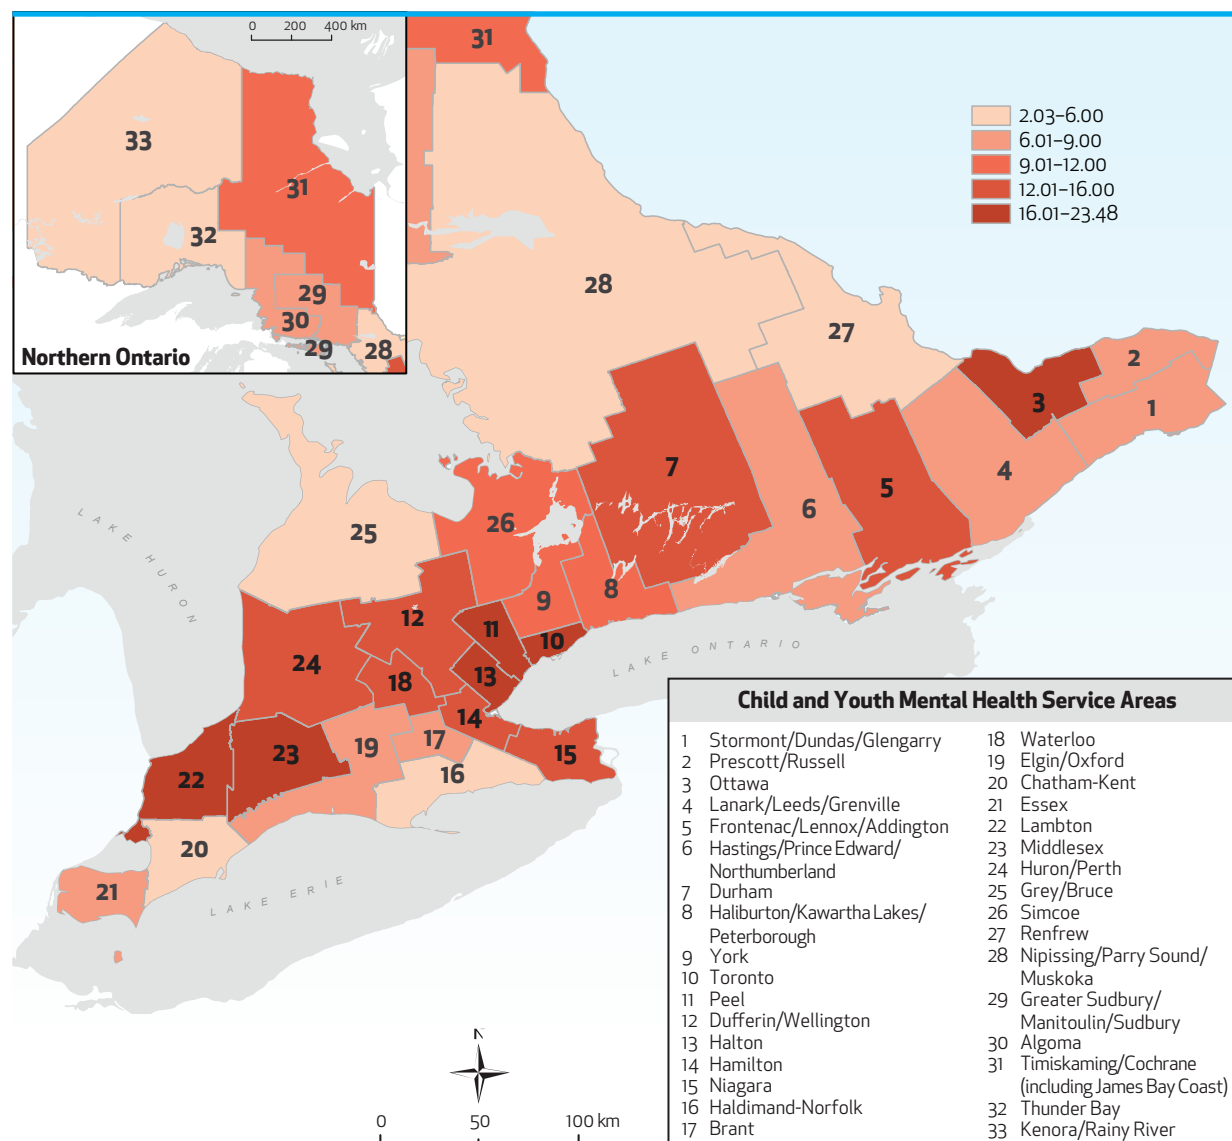 0 200 400 km
31
33
31
32
29
30
29
28
Northern Ontario
2.03–6.00
6.01–9.00
9.01–12.00
12.01–16.00
16.01–23.48
28
27
2
3
1
7
4
5
6
25
26
9
8
12
11
10
24
18
13
14
19
17
15
23
16
22
20
21
LAKE HURON
LAKE ONTARIO
LAKE ERIE
N
0 50 100 km
Child and Youth Mental Health Service Areas
1 Stormont/Dundas/Glengarry
2 Prescott/Russell
3 Ottawa
4 Lanark/Leeds/Grenville
5 Frontenac/Lennox/Addington
6 Hastings/Prince Edward/
Northumberland
7 Durham
8 Haliburton/Kawartha Lakes/
Peterborough
9 York
10 Toronto
11 Peel
12 Dufferin/Wellington
13 Halton
14 Hamilton
15 Niagara
16 Haldimand-Norfolk
17 Brant
18 Waterloo
19 Elgin/Oxford
20 Chatham-Kent
21 Essex
22 Lambton
23 Middlesex
24 Huron/Perth
25 Grey/Bruce
26 Simcoe
27 Renfrew
28 Nipissing/Parry Sound/
Muskoka
29 Greater Sudbury/
Manitoulin/Sudbury
30 Algoma
31 Timiskaming/Cochrane
(including James Bay Coast)
32 Thunder Bay
33 Kenora/Rainy River